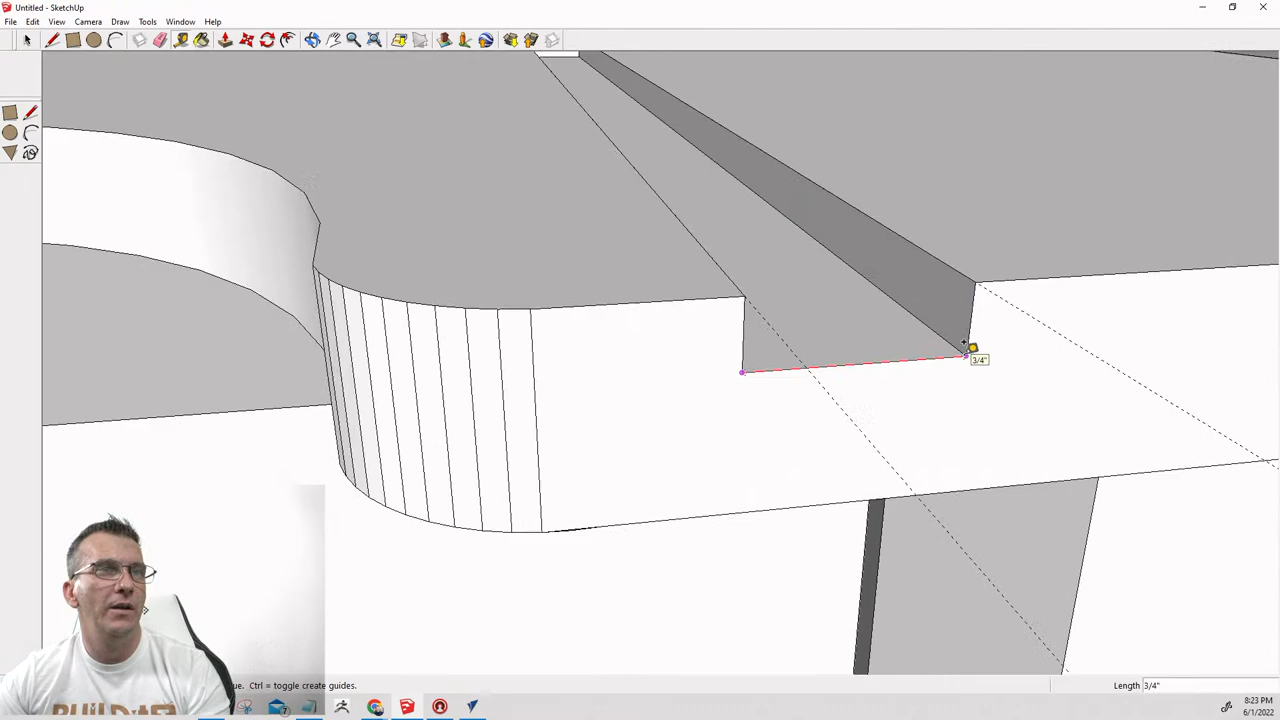 Untitled - SketchUp
File Edit View Camera Draw Tools Window Help
3/4"
ue. Ctrl = toggle create guides.
Length 3/4"
7
8:23 PM
6/1/2022